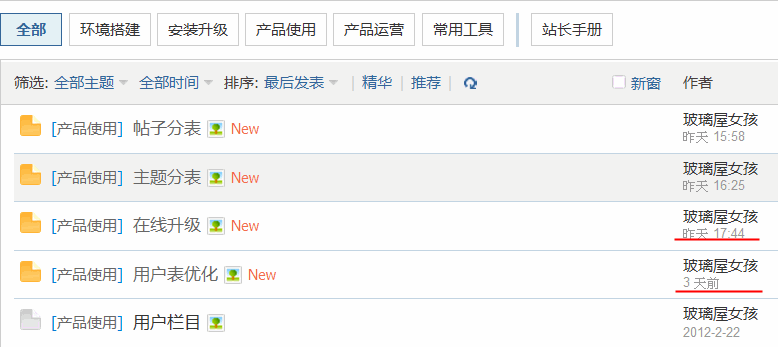 全部 环境搭建 安装升级 产品使用 产品运营 常用工具 站长手册
筛选: 全部主题 全部时间 排序: 最后发表 精华 推荐 新窗 作者
[产品使用] 帖子分表 New 玻璃屋女孩
昨天 15:58
[产品使用] 主题分表 New 玻璃屋女孩
昨天 16:25
[产品使用] 在线升级 New 玻璃屋女孩
昨天 17:44
[产品使用] 用户表优化 New 玻璃屋女孩
3 天前
[产品使用] 用户栏目 玻璃屋女孩
2012-2-22